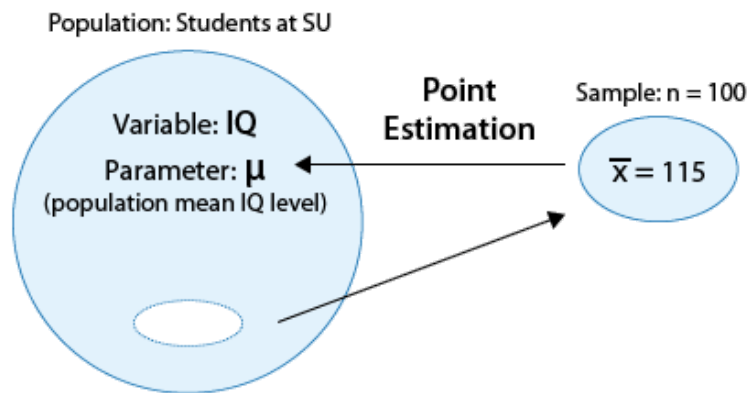 Population: Students at SU
Variable: IQ
Parameter: μ
(population mean IQ level)
Point
Estimation
Sample: n = 100
x̅ = 115